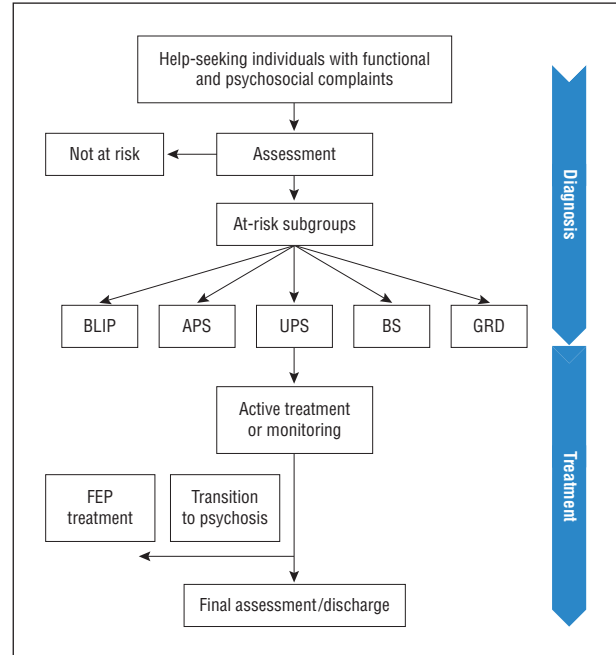 Help-seeking individuals with functional
and psychosocial complaints
Not at risk
Assessment
At-risk subgroups
BLIP
APS
UPS
BS
GRD
Active treatment
or monitoring
FEP
treatment
Transition
to psychosis
Final assessment/discharge
Diagnosis
Treatment